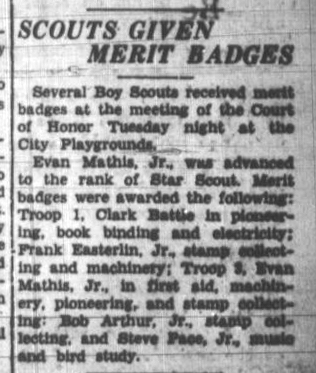 SCOUTS GIVEN
MERIT BADGES
Several Boy Scouts received merit
badges at the meeting of the Court
of Honor Tuesday night at the
City Playgrounds.
Evan Mathis, Jr., was advanced
to the rank of Star Scout. Merit
badges were awarded the following:
Troop 1, Clark Battle in pioneer-
ing, book binding and electricity;
Frank Easterlin, Jr., stamp collect-
ing and machinery; Troop Evan
Mathis, Jr., in first aid, machin-
ery, pioneering, and stamp collect-
ing; Bob Arthur, Jr., stamp col-
lecting, and Steve Pace, Jr., music
and bird study.